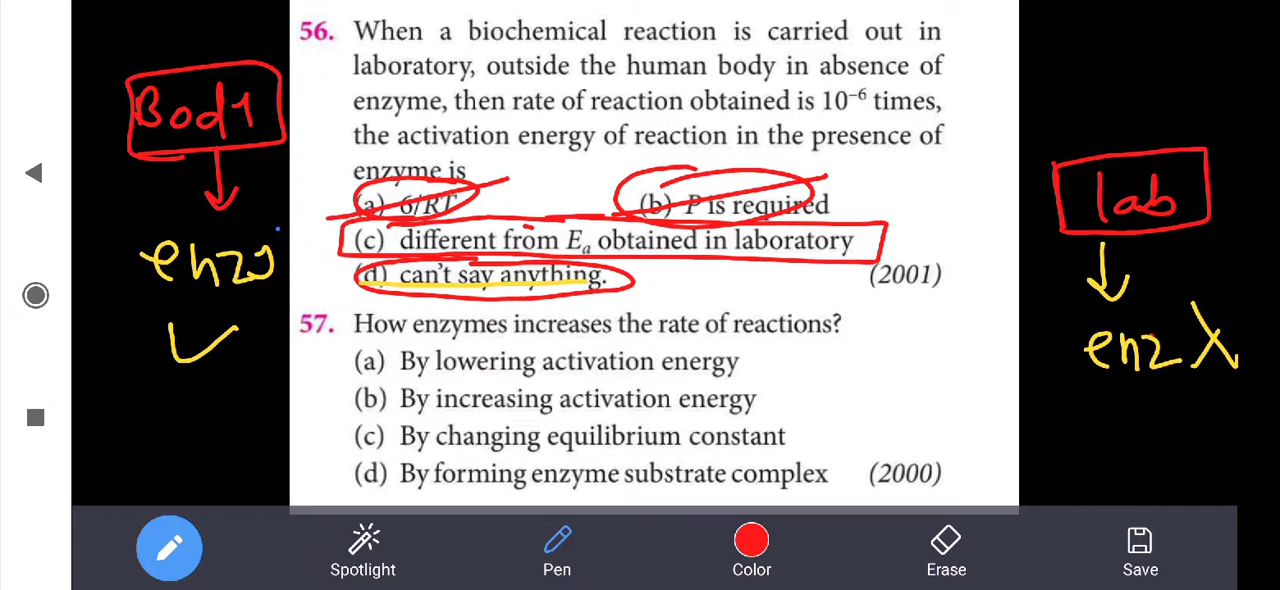 56. When a biochemical reaction is carried out in
laboratory, outside the human body in absence of
enzyme, then rate of reaction obtained is 10⁻⁶ times,
the activation energy of reaction in the presence of
enzyme is
(a) 6/RT (b) P is required
(c) different from Eₐ obtained in laboratory
(d) can't say anything. (2001)
57. How enzymes increases the rate of reactions?
(a) By lowering activation energy
(b) By increasing activation energy
(c) By changing equilibrium constant
(d) By forming enzyme substrate complex (2000)
Body
lab
enz X
Spotlight
Pen
Color
Erase
Save